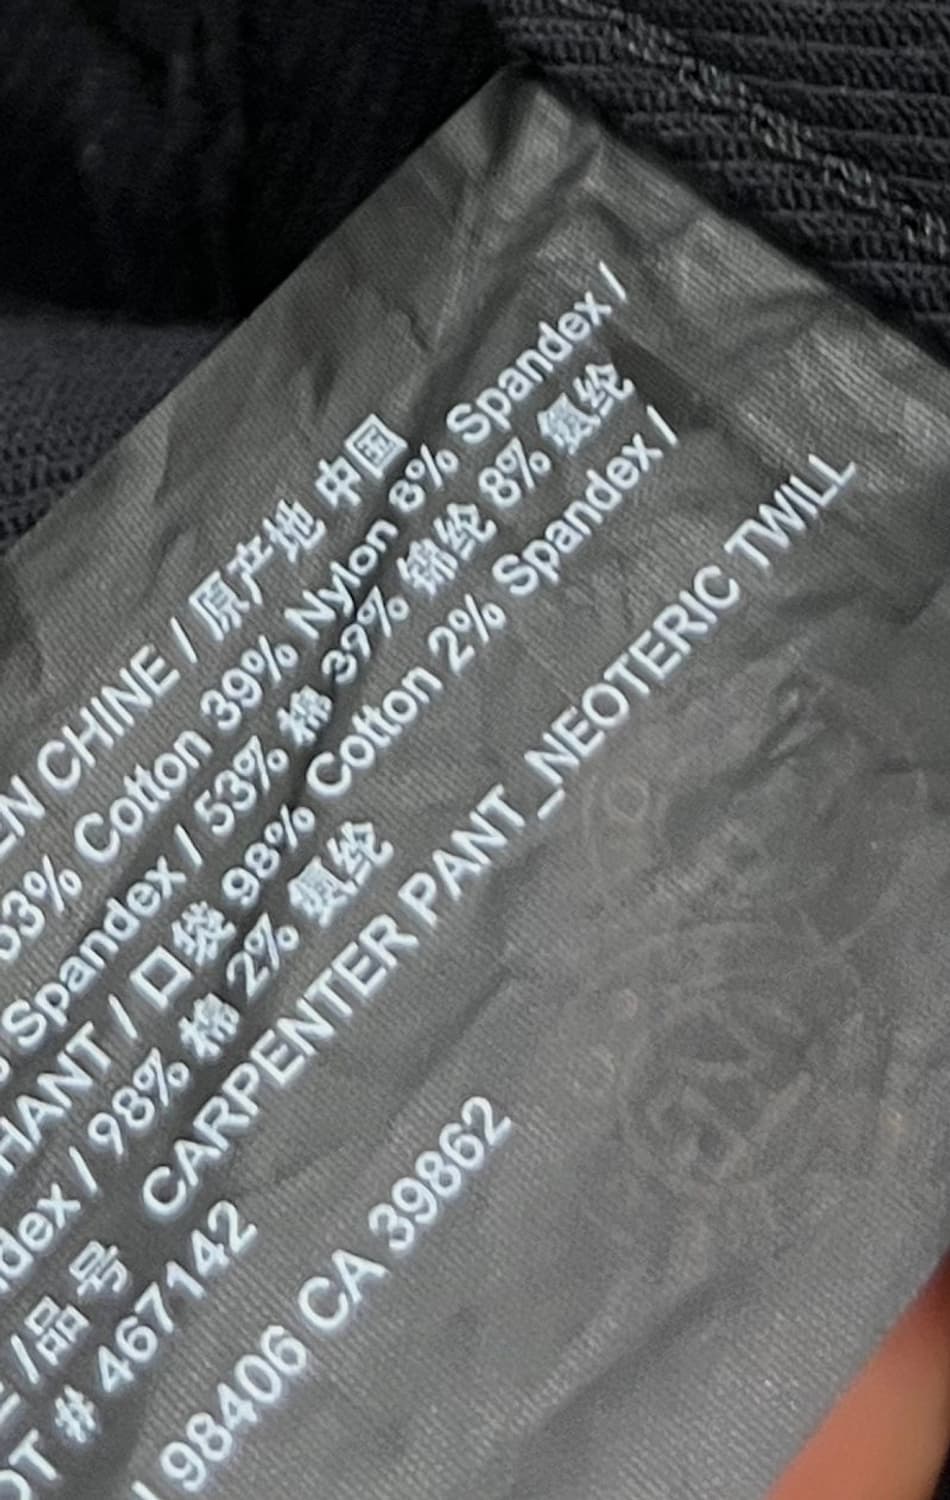 EN CHINE / 原产地 中国
53% Cotton 39% Nylon 8% Spandex /
Spandex / 53% 棉 39% 锦纶 8% 氨纶
HANT / 口袋 98% Cotton 2% Spandex /
dex / 98% 棉 2% 氨纶
/品号 CARPENTER PANT_NEOTERIC TWILL
OT # 467142
98406 CA 39862